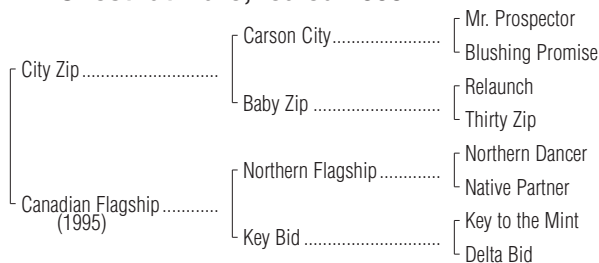 Mr. Prospector
Carson City
Blushing Promise
City Zip
Relaunch
Baby Zip
Thirty Zip
Northern Dancer
Northern Flagship
Native Partner
Canadian Flagship
(1995)
Key to the Mint
Key Bid
Delta Bid